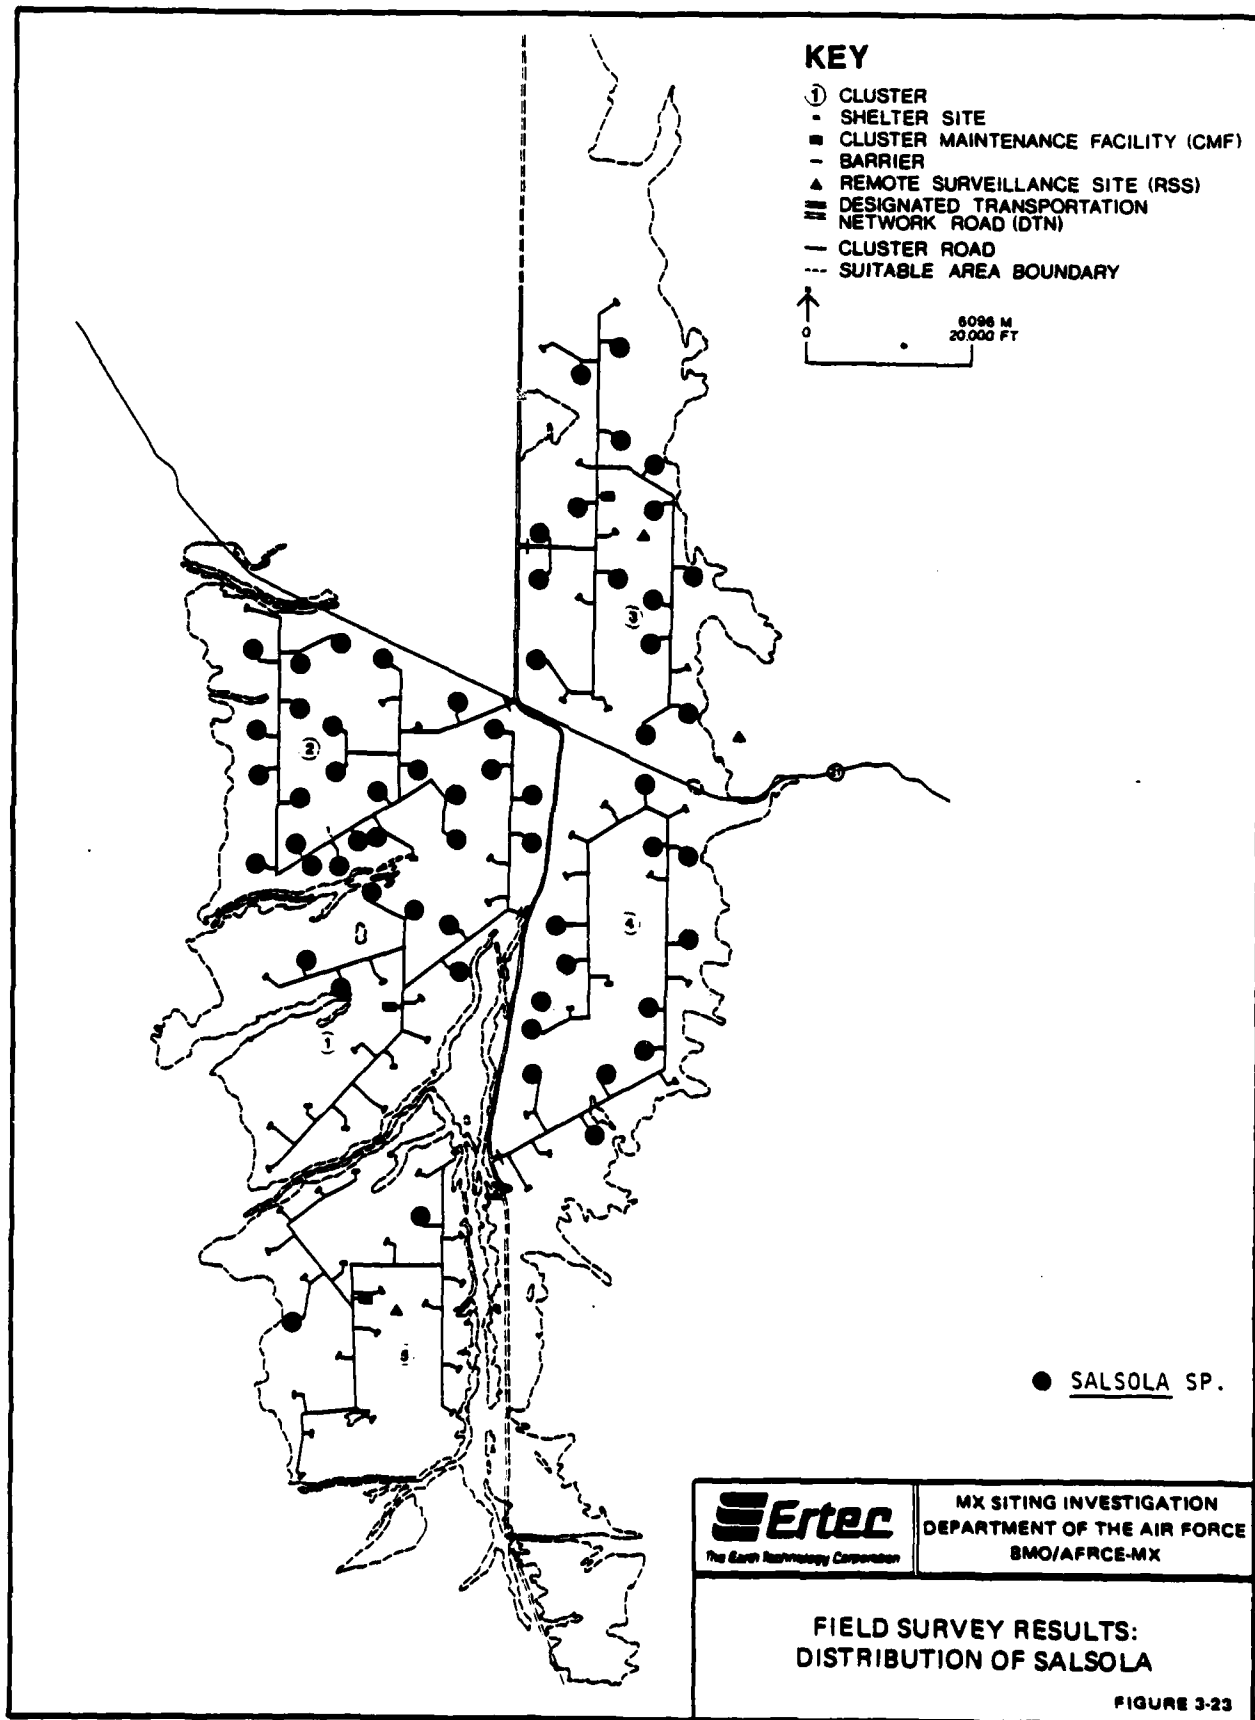 KEY
① CLUSTER
SHELTER SITE
CLUSTER MAINTENANCE FACILITY (CMF)
BARRIER
REMOTE SURVEILLANCE SITE (RSS)
DESIGNATED TRANSPORTATION
NETWORK ROAD (DTN)
CLUSTER ROAD
SUITABLE AREA BOUNDARY
0
6096 M
20,000 FT
3
2
4
1
5
SALSOLA SP.
Ertec
The Earth Technology Corporation
MX SITING INVESTIGATION
DEPARTMENT OF THE AIR FORCE
BMO/AFRCE-MX
FIELD SURVEY RESULTS:
DISTRIBUTION OF SALSOLA
FIGURE 3-23